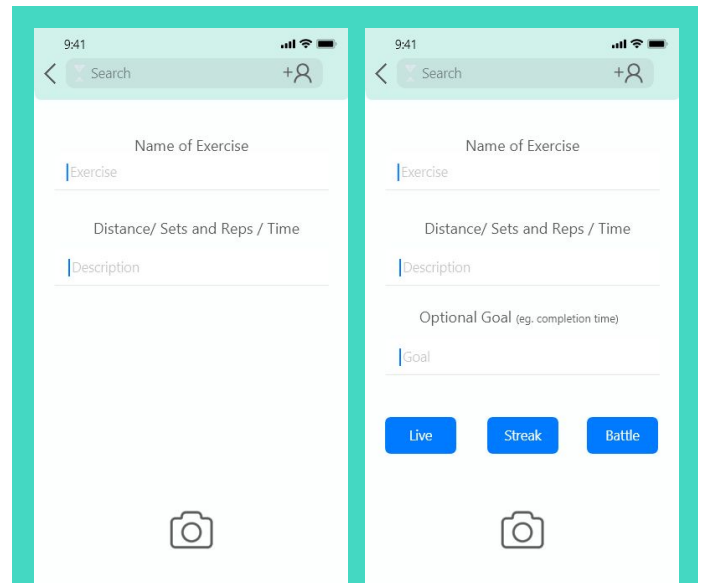 9:41
Search
Name of Exercise
Exercise
Distance/ Sets and Reps / Time
Description
9:41
Search
Name of Exercise
Exercise
Distance/ Sets and Reps / Time
Description
Optional Goal (eg. completion time)
Goal
Live
Streak
Battle